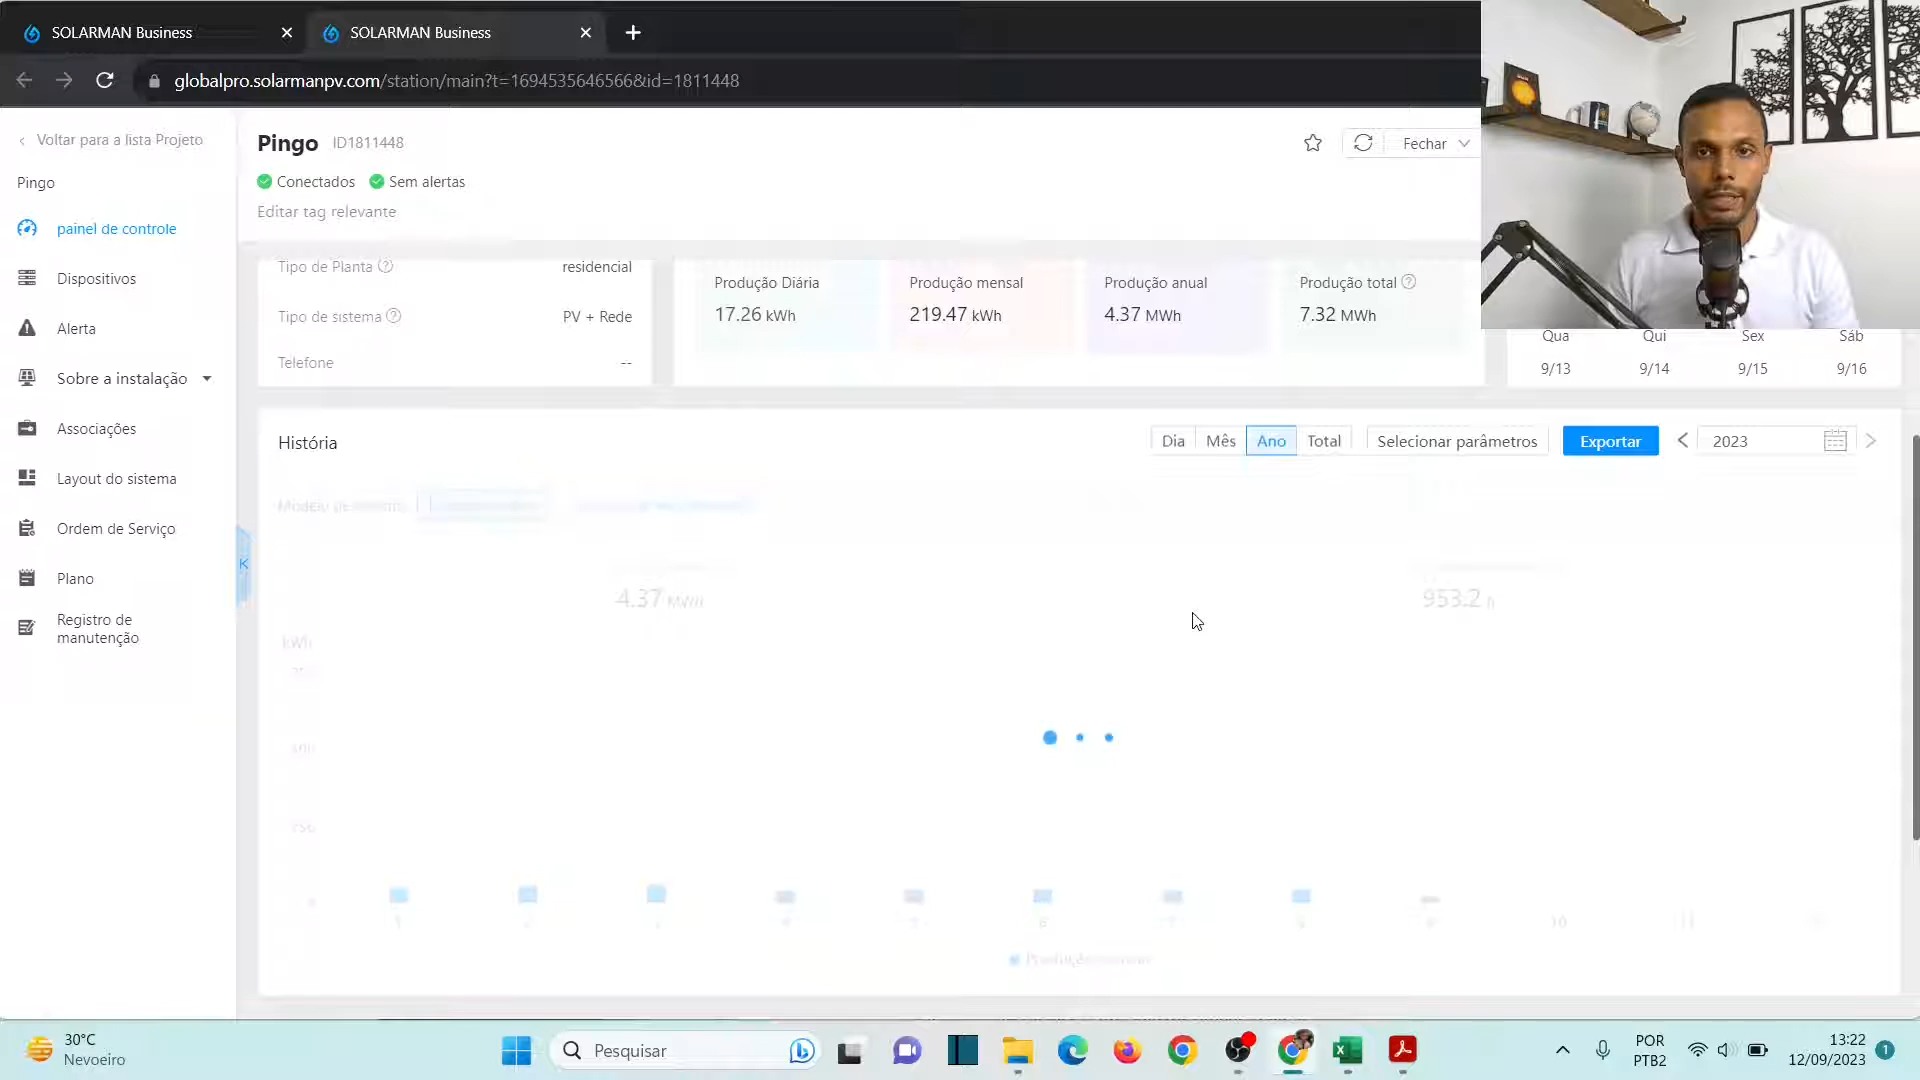 SOLARMAN Business
SOLARMAN Business
globalpro.solarmanpv.com/station/main?t=1694535646566&id=1811448
Voltar para a lista Projeto
Pingo
painel de controle
Dispositivos
Alerta
Sobre a instalação
Associações
Layout do sistema
Ordem de Serviço
Plano
Registro de
manutenção
Pingo ID1811448
Conectados Sem alertas
Editar tag relevante
Fechar
Tipo de Planta residencial
Tipo de sistema PV + Rede
Telefone --
Produção Diária
17.26 kWh
Produção mensal
219.47 kWh
Produção anual
4.37 MWh
Produção total
7.32 MWh
Qua Qui Sex Sáb
9/13 9/14 9/15 9/16
História
Dia Mês Ano Total Selecionar parâmetros Exportar 2023
4.37 MWh
953.2 h
kWh
10
30°C
Nevoeiro
Pesquisar
POR
PTB2
13:22
12/09/2023
1